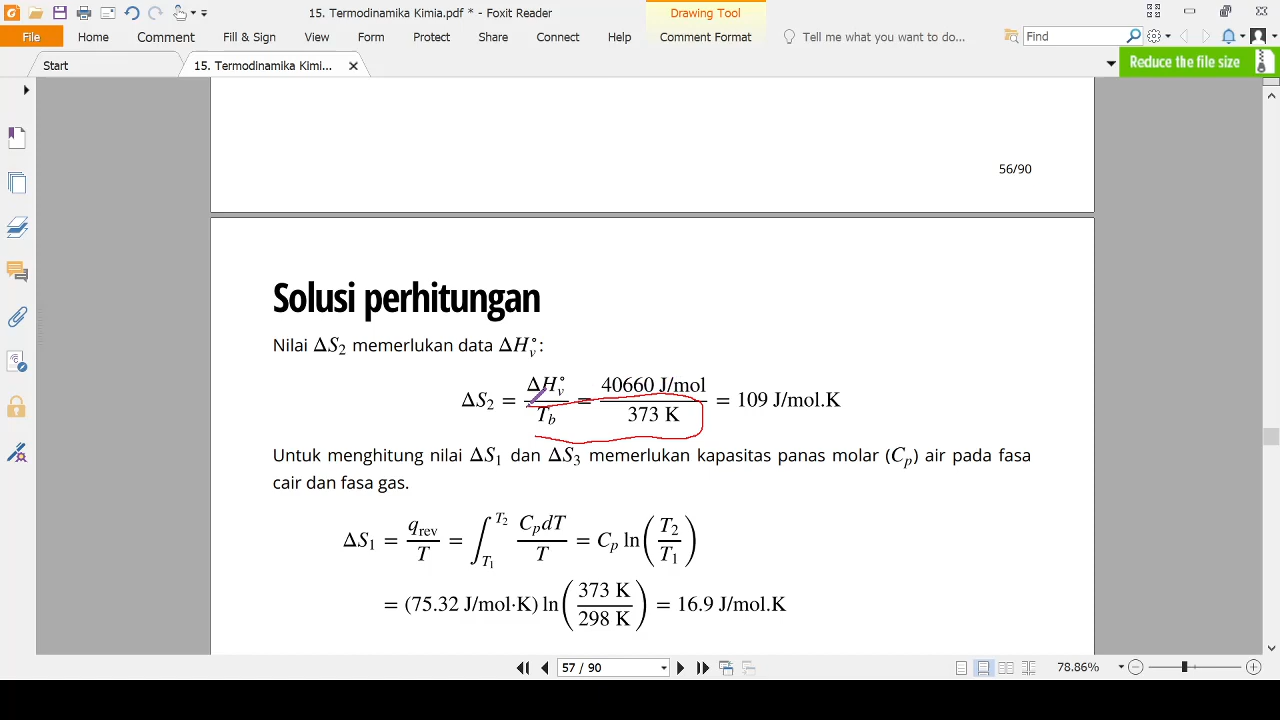 15. Termodinamika Kimia.pdf * - Foxit Reader
Drawing Tool
File Home Comment Fill & Sign View Form Protect Share Connect Help Comment Format Tell me what you want to do... Find
Start
15. Termodinamika Kimi...
Reduce the file size
56/90
Solusi perhitungan
Nilai ΔS₂ memerlukan data ΔH°ᵥ:
ΔS₂ = ΔH°ᵥ / T_b = 40660 J/mol / 373 K = 109 J/mol.K
Untuk menghitung nilai ΔS₁ dan ΔS₃ memerlukan kapasitas panas molar (Cₚ) air pada fasa
cair dan fasa gas.
ΔS₁ = q_rev / T = ∫_{T₁}^{T₂} CₚdT / T = Cₚ ln(T₂ / T₁)
= (75.32 J/mol·K) ln(373 K / 298 K) = 16.9 J/mol.K
57 / 90
78.86%